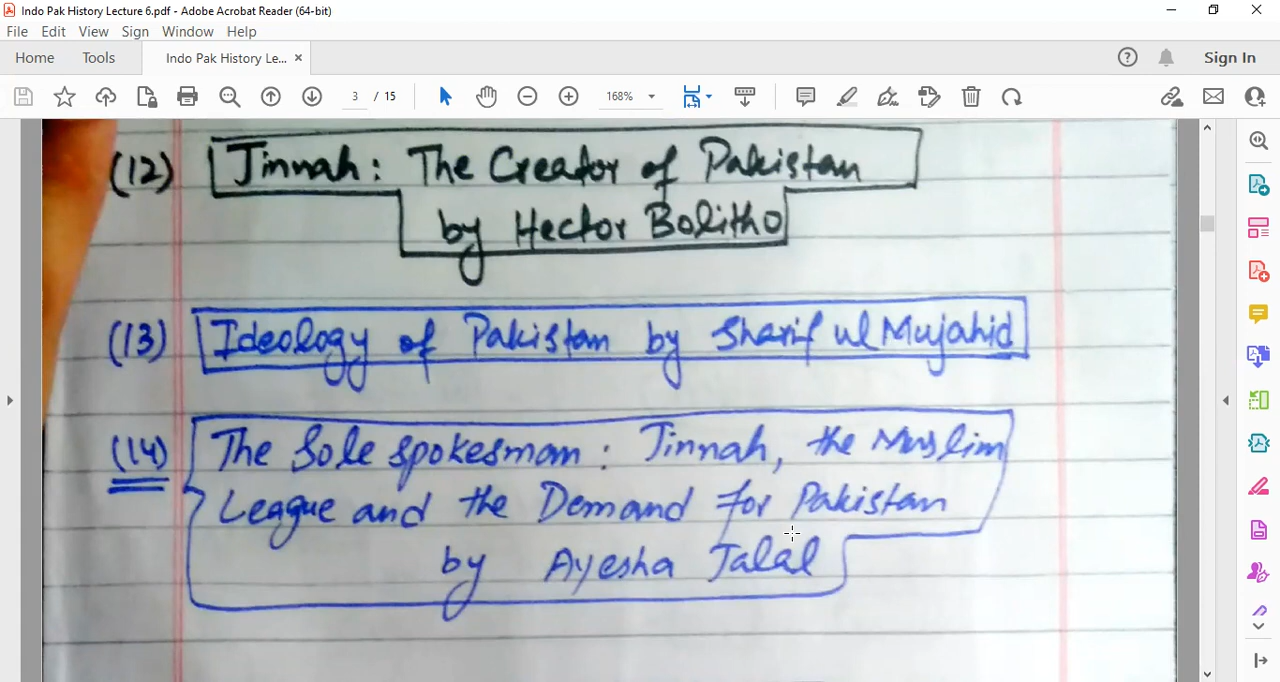 Indo Pak History Lecture 6.pdf - Adobe Acrobat Reader (64-bit)
File Edit View Sign Window Help
Home Tools Indo Pak History Le... × Sign In
3 / 15 168%
(12) Jinnah: The Creator of Pakistan
by Hector Bolitho
(13) Ideology of Pakistan by Sharif ul Mujahid
(14) The Sole spokesman: Jinnah, the Muslim
League and the Demand for Pakistan
by Ayesha Jalal